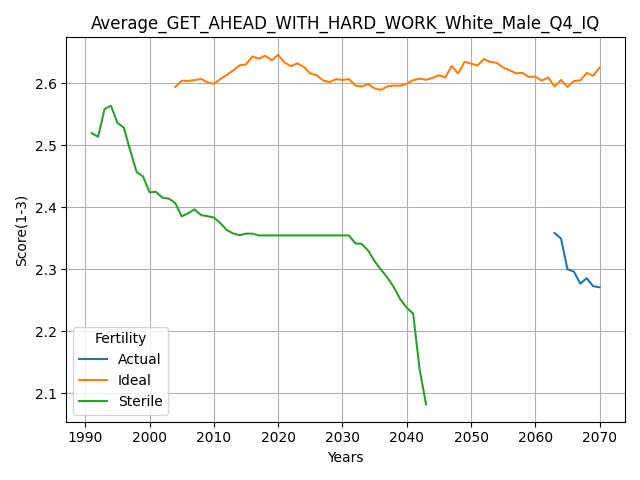 Average_GET_AHEAD_WITH_HARD_WORK_White_Male_Q4_IQ
Score(1-3)
2.6
2.5
2.4
2.3
2.2
2.1
Fertility
Actual
Ideal
Sterile
1990 2000 2010 2020 2030 2040 2050 2060 2070
Years